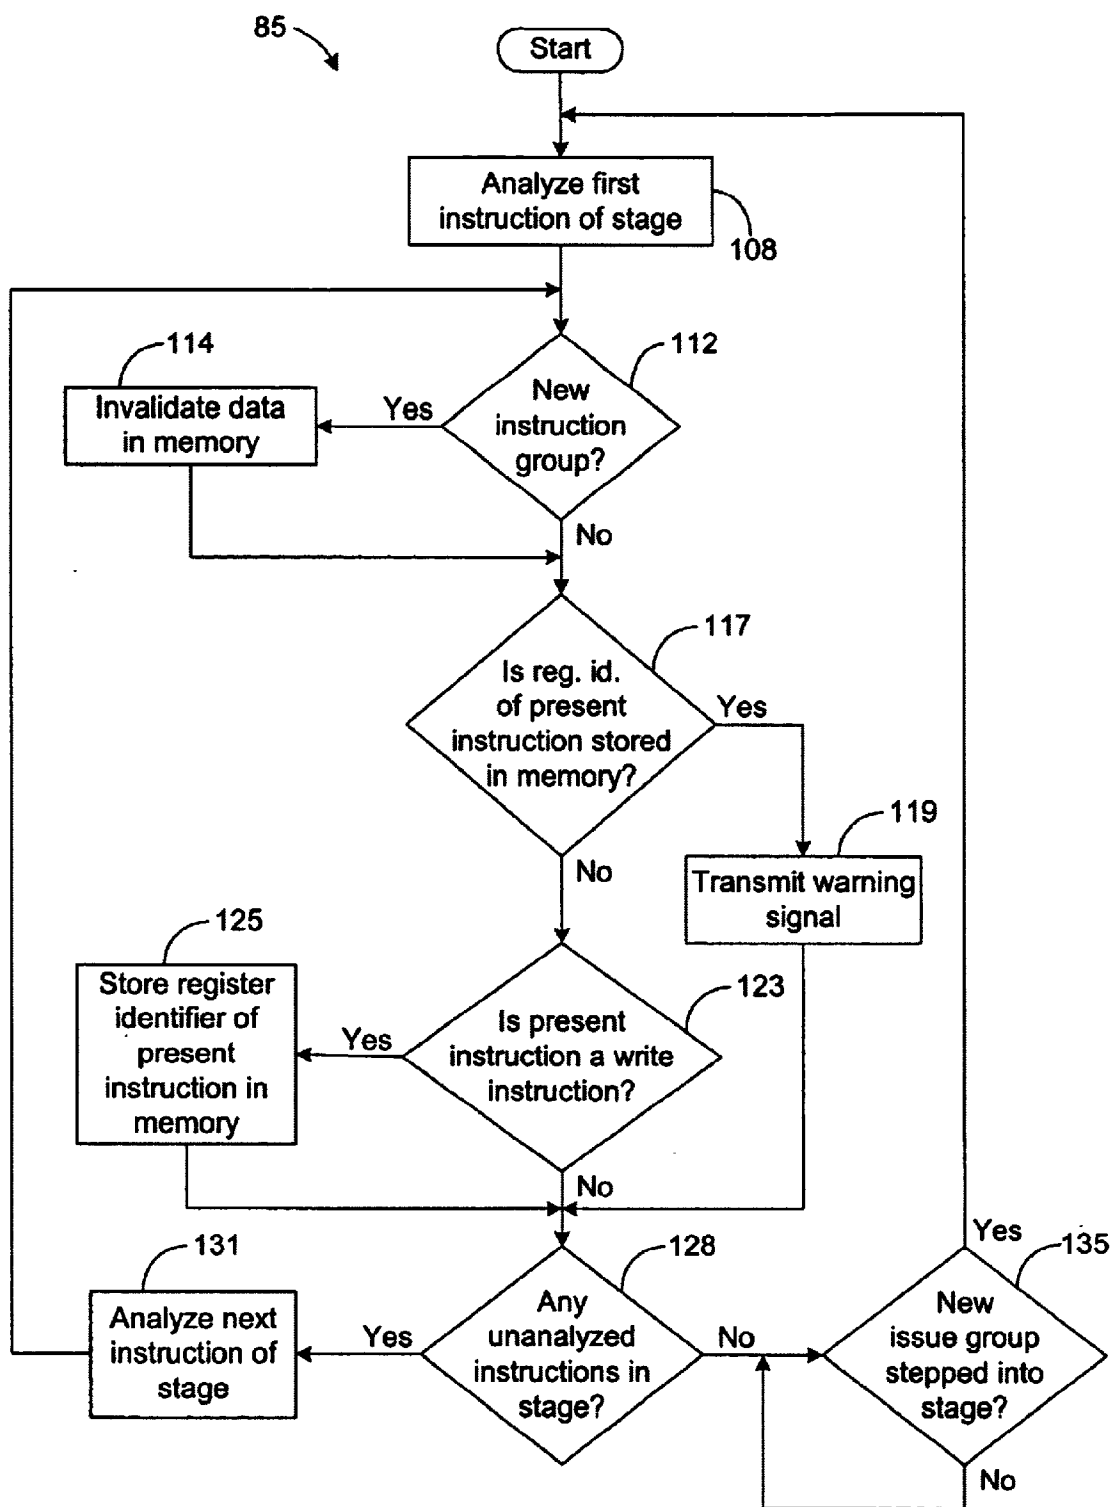 85
Start
Analyze first
instruction of stage
108
114
112
Invalidate data
in memory
Yes
New
instruction
group?
No
117
Is reg. id.
of present
instruction stored
in memory?
Yes
119
No
Transmit warning
signal
125
Store register
identifier of
present
instruction in
memory
Yes
123
Is present
instruction a write
instruction?
No
131
128
Yes
135
Analyze next
instruction of
stage
Yes
Any
unanalyzed
instructions in
stage?
No
New
issue group
stepped into
stage?
No